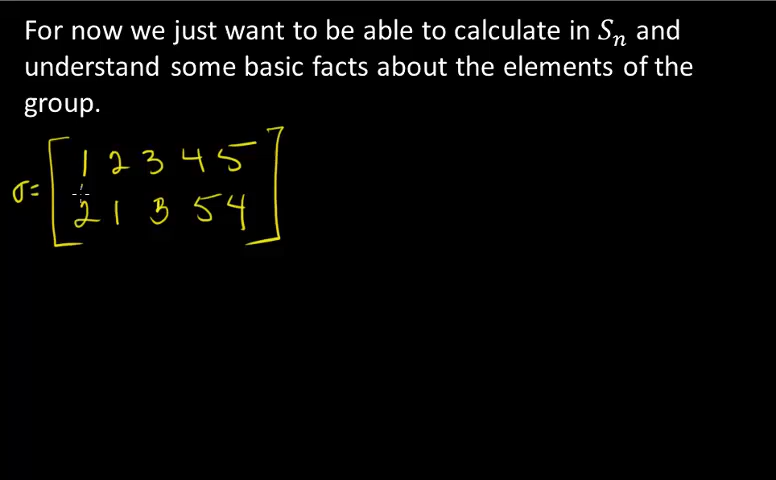 For now we just want to be able to calculate in Sₙ and
understand some basic facts about the elements of the
group.
σ= [1 2 3 4 5
2 1 3 5 4]